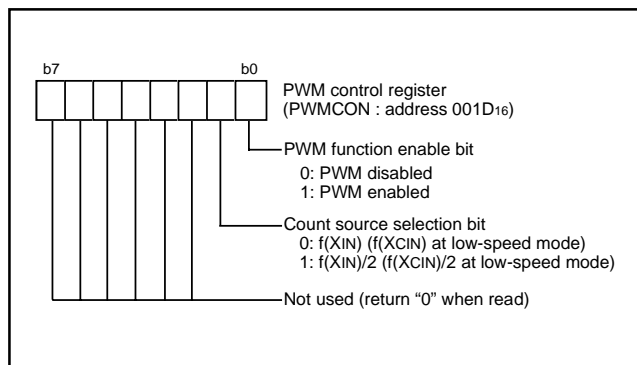 b7 b0
PWM control register
(PWMCON : address 001D16)
PWM function enable bit
0: PWM disabled
1: PWM enabled
Count source selection bit
0: f(XIN) (f(XCIN) at low-speed mode)
1: f(XIN)/2 (f(XCIN)/2 at low-speed mode)
Not used (return “0” when read)